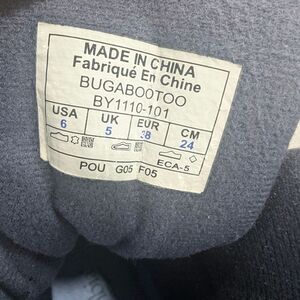 MADE IN CHINA
Fabriqué En Chine
BUGABOOTOO
BY1110-101
USA UK EUR CM
6 5 38 24
ECA-5
POU G05 F05